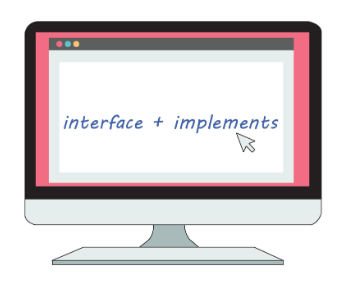 interface + implements